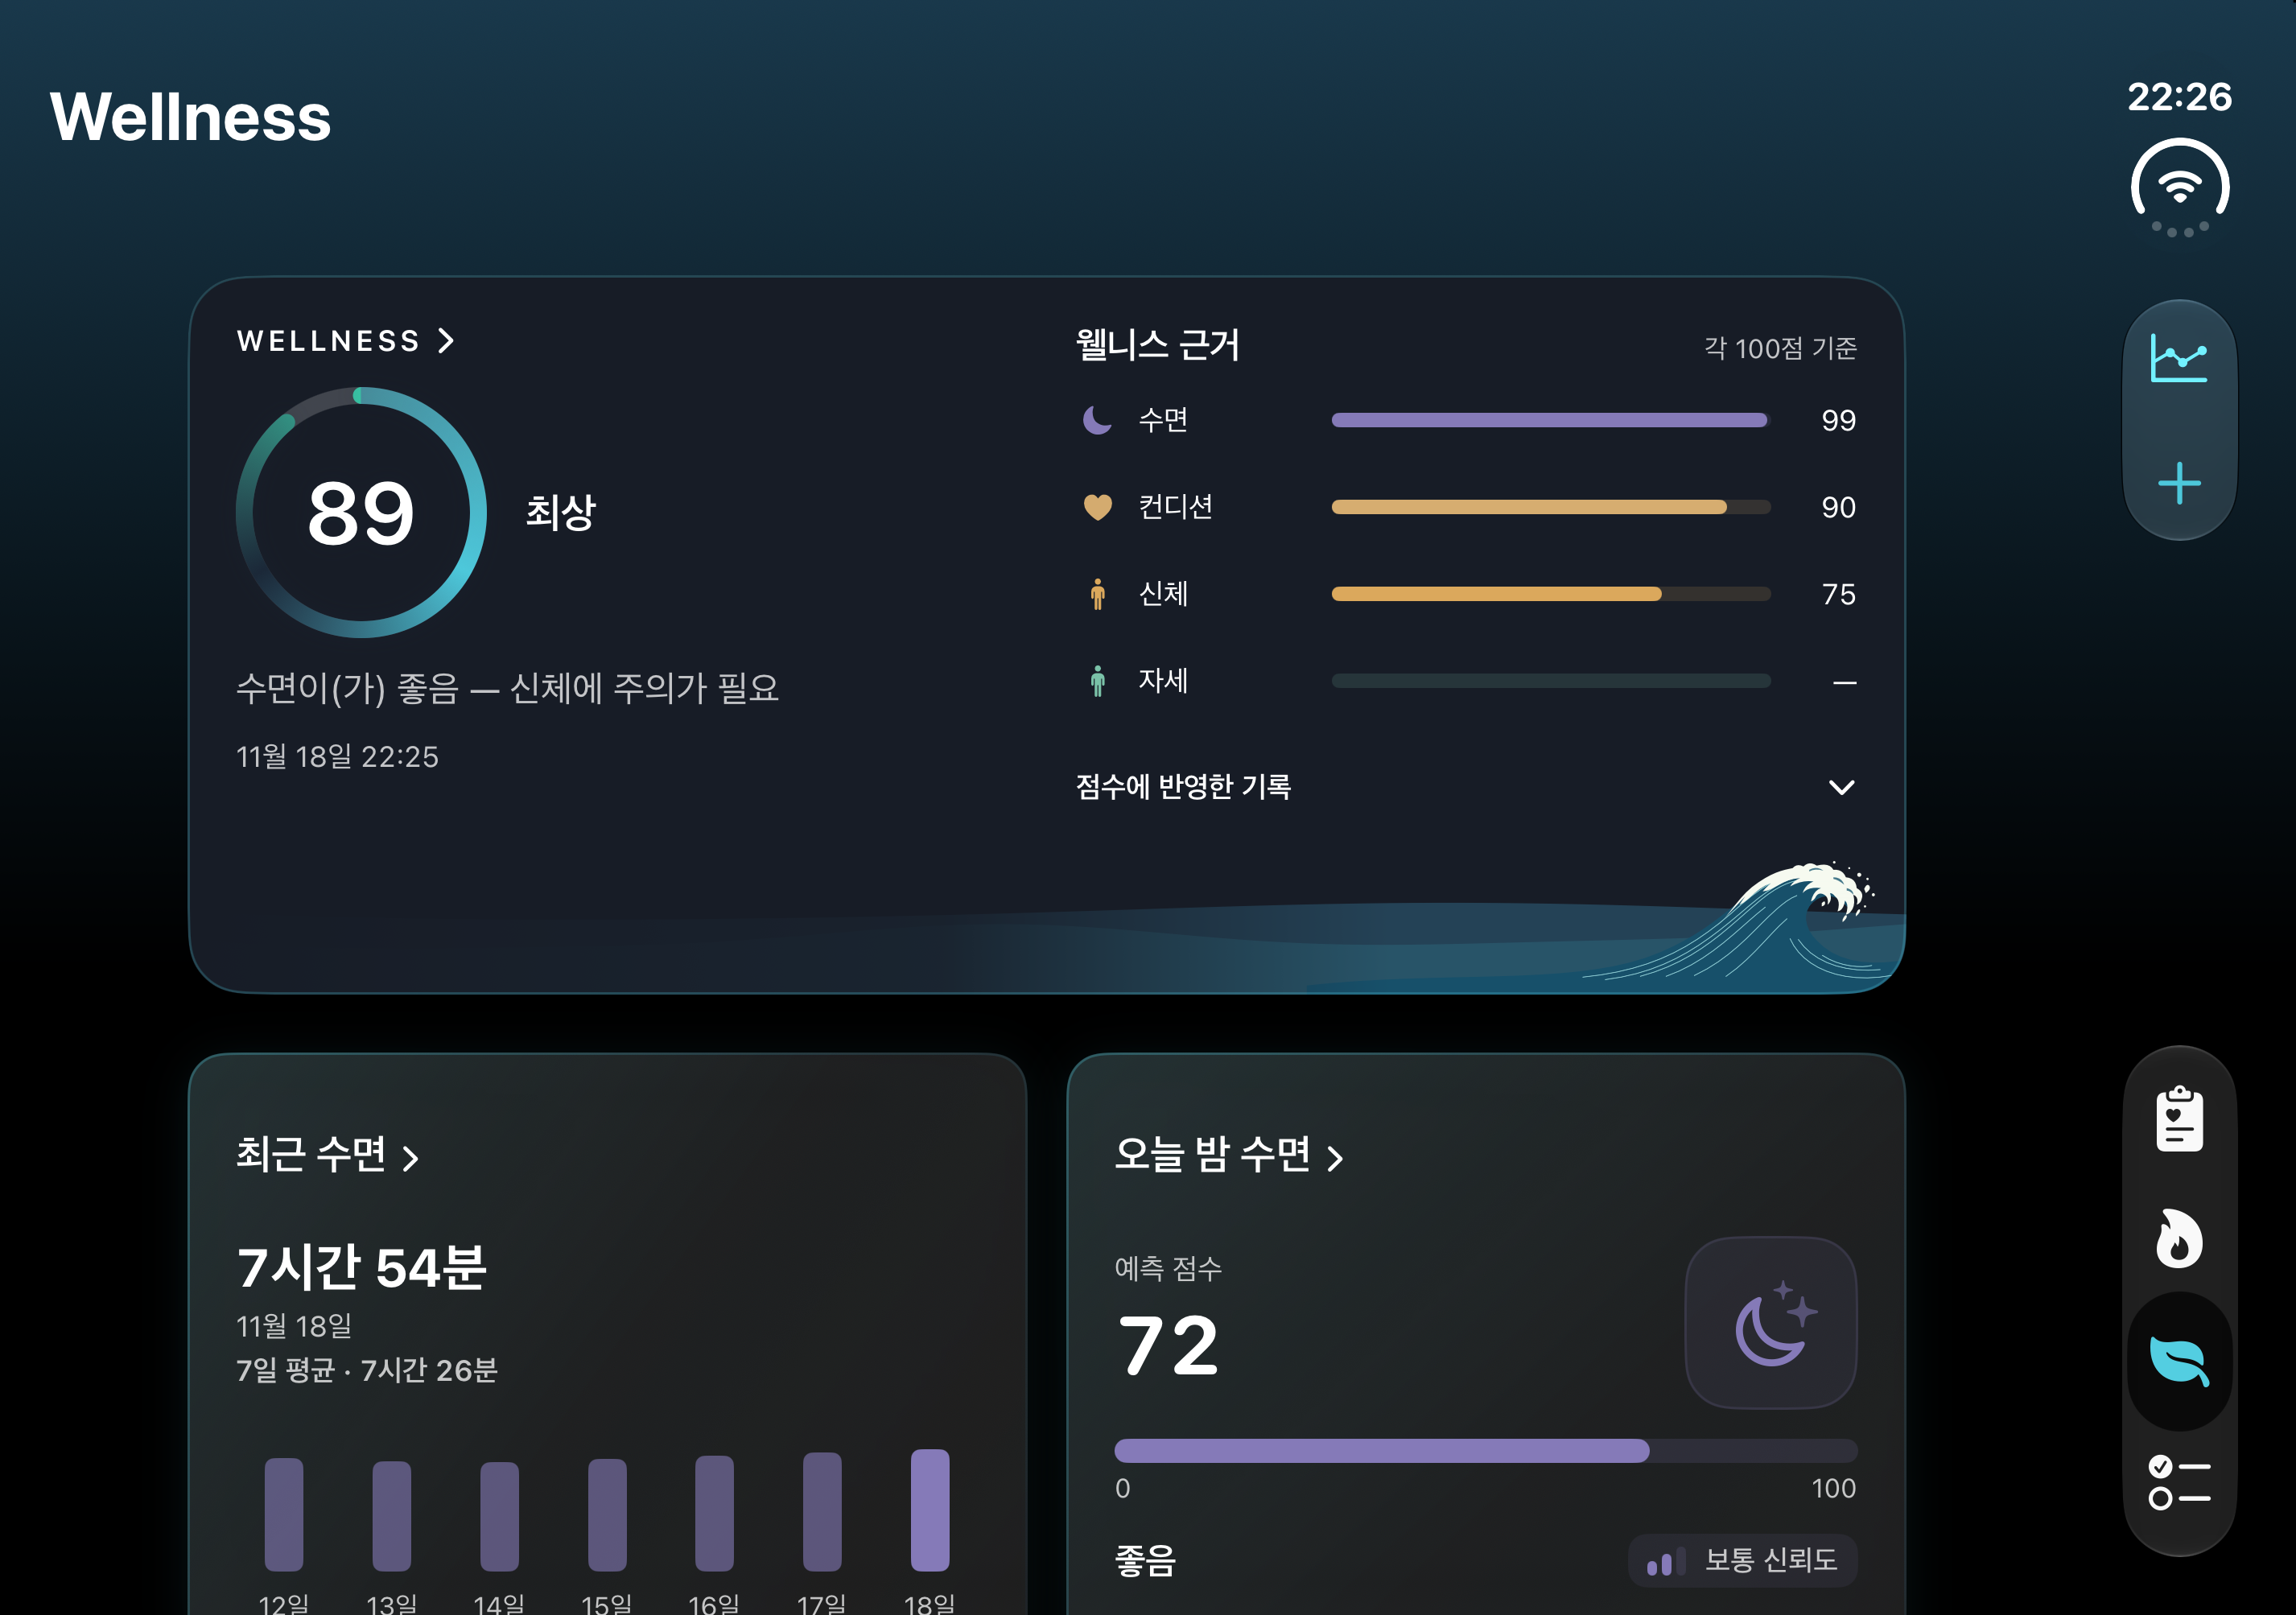 Wellness
22:26
WELLNESS
89
최상
수면이(가) 좋음 — 신체에 주의가 필요
11월 18일 22:25
웰니스 근거
각 100점 기준
수면 99
컨디션 90
신체 75
자세 —
점수에 반영한 기록
최근 수면
7시간 54분
11월 18일
7일 평균 · 7시간 26분
12일 13일 14일 15일 16일 17일 18일
오늘 밤 수면
예측 점수
72
0 100
좋음
보통 신뢰도